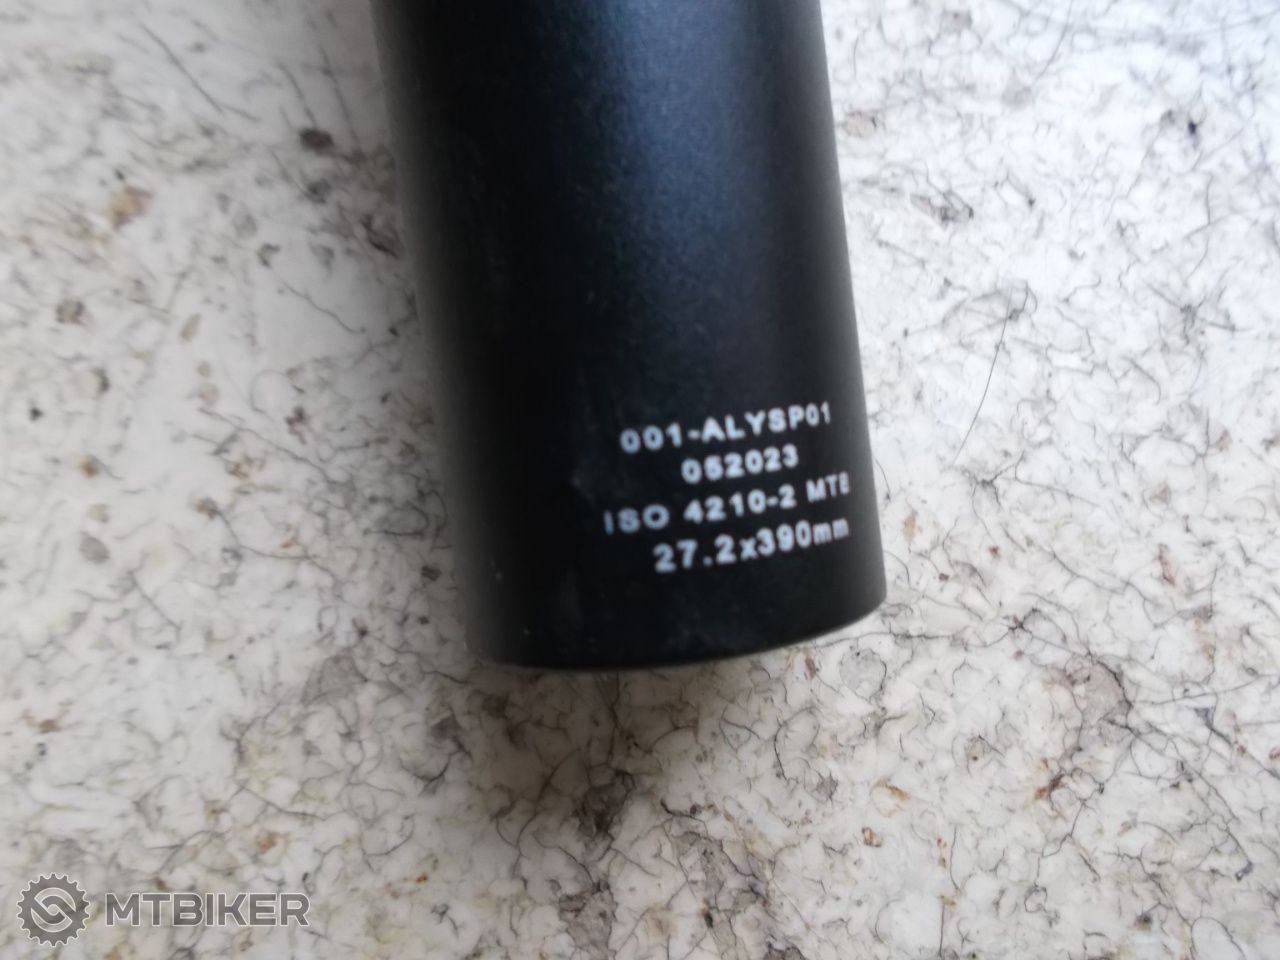 001-ALYSP01
052023
ISO 4210-2 MTB
27.2x390mm
MTBIKER